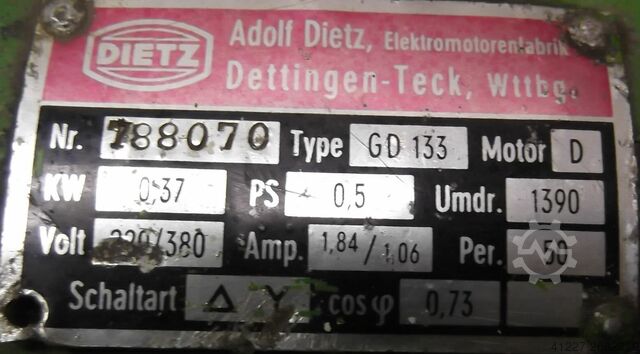 DIETZ
Adolf Dietz, Elektromotorenfabrik
Dettingen-Teck, Wttbg.
Nr. 788070 Type GD 133 Motor D
KW 0,37 PS 0,5 Umdr. 1390
Volt 220/380 Amp. 1,84/1,06 Per. 50
Schaltart Δ Y cos φ 0,73